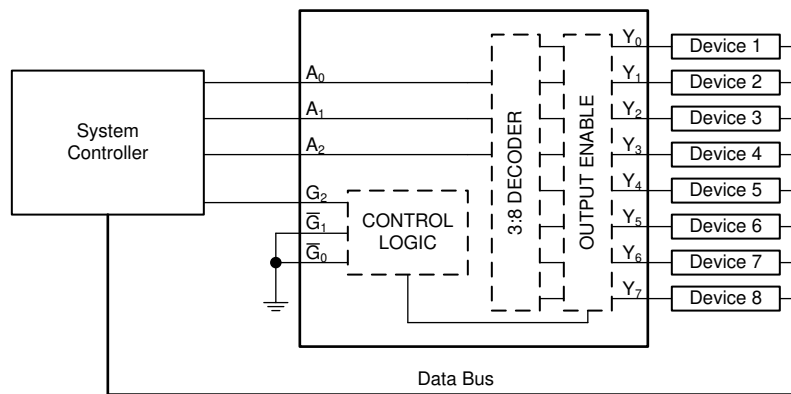 System
Controller
A0
A1
A2
G2
G̅1
G̅0
CONTROL
LOGIC
3:8 DECODER
OUTPUT ENABLE
Y0
Y1
Y2
Y3
Y4
Y5
Y6
Y7
Device 1
Device 2
Device 3
Device 4
Device 5
Device 6
Device 7
Device 8
Data Bus